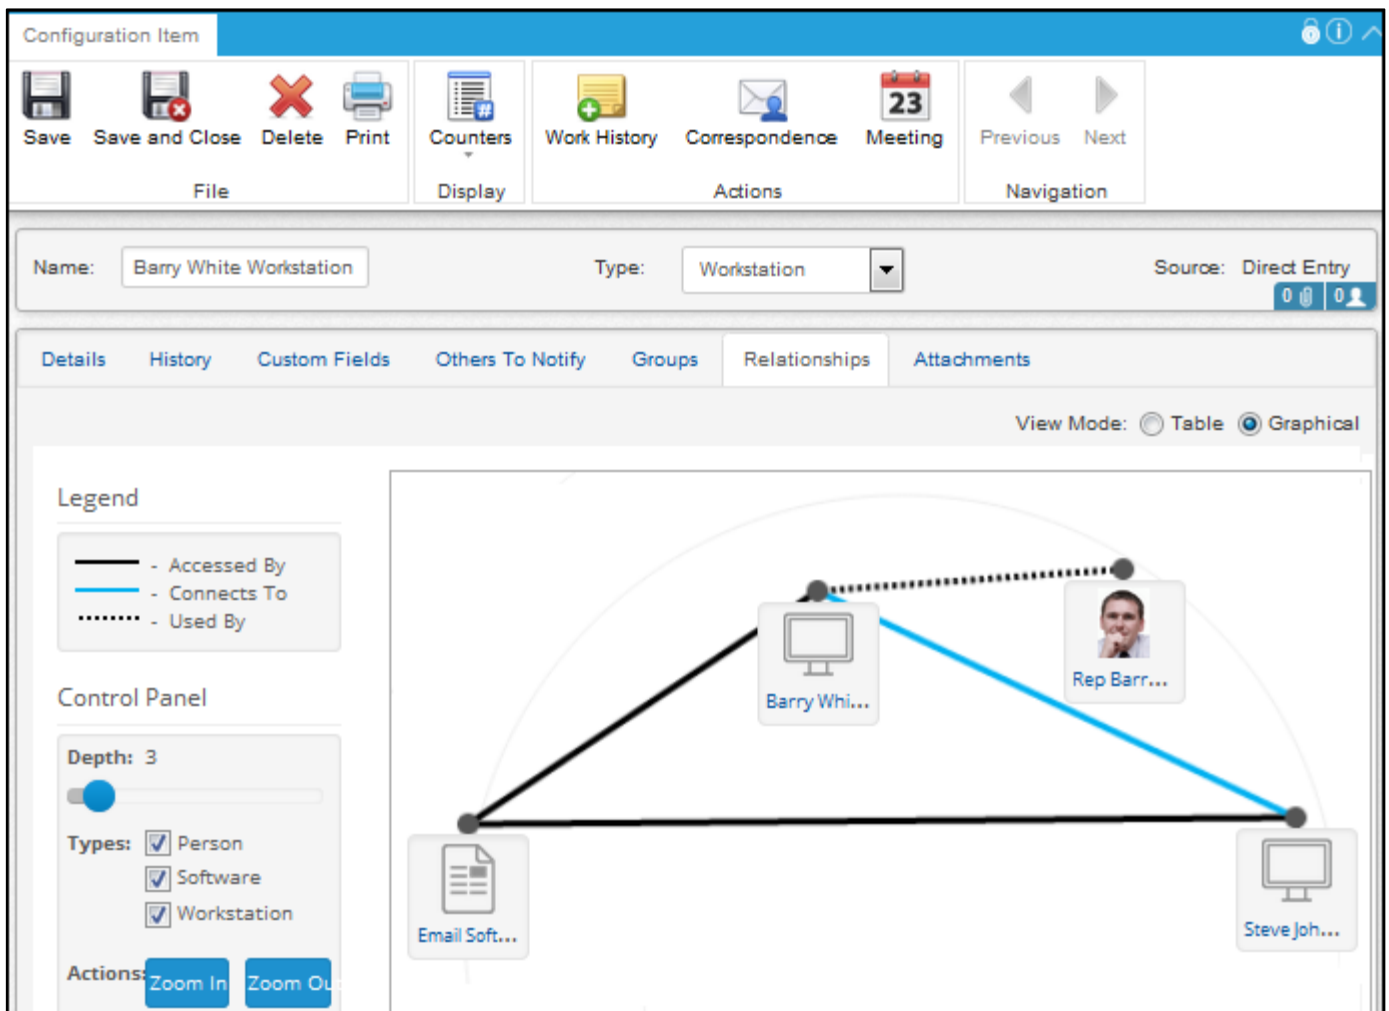 Configuration Item
Save Save and Close Delete Print Counters Work History Correspondence 23 Meeting Previous Next
File Display Actions Navigation
Name: Barry White Workstation Type: Workstation Source: Direct Entry
0 0
Details History Custom Fields Others To Notify Groups Relationships Attachments
View Mode: Table Graphical
Legend
- Accessed By
- Connects To
- Used By
Control Panel
Depth: 3
Types: Person
Software
Workstation
Actions: Zoom In Zoom Ou
Rep Barr...
Barry Whi...
Email Soft...
Steve Joh...